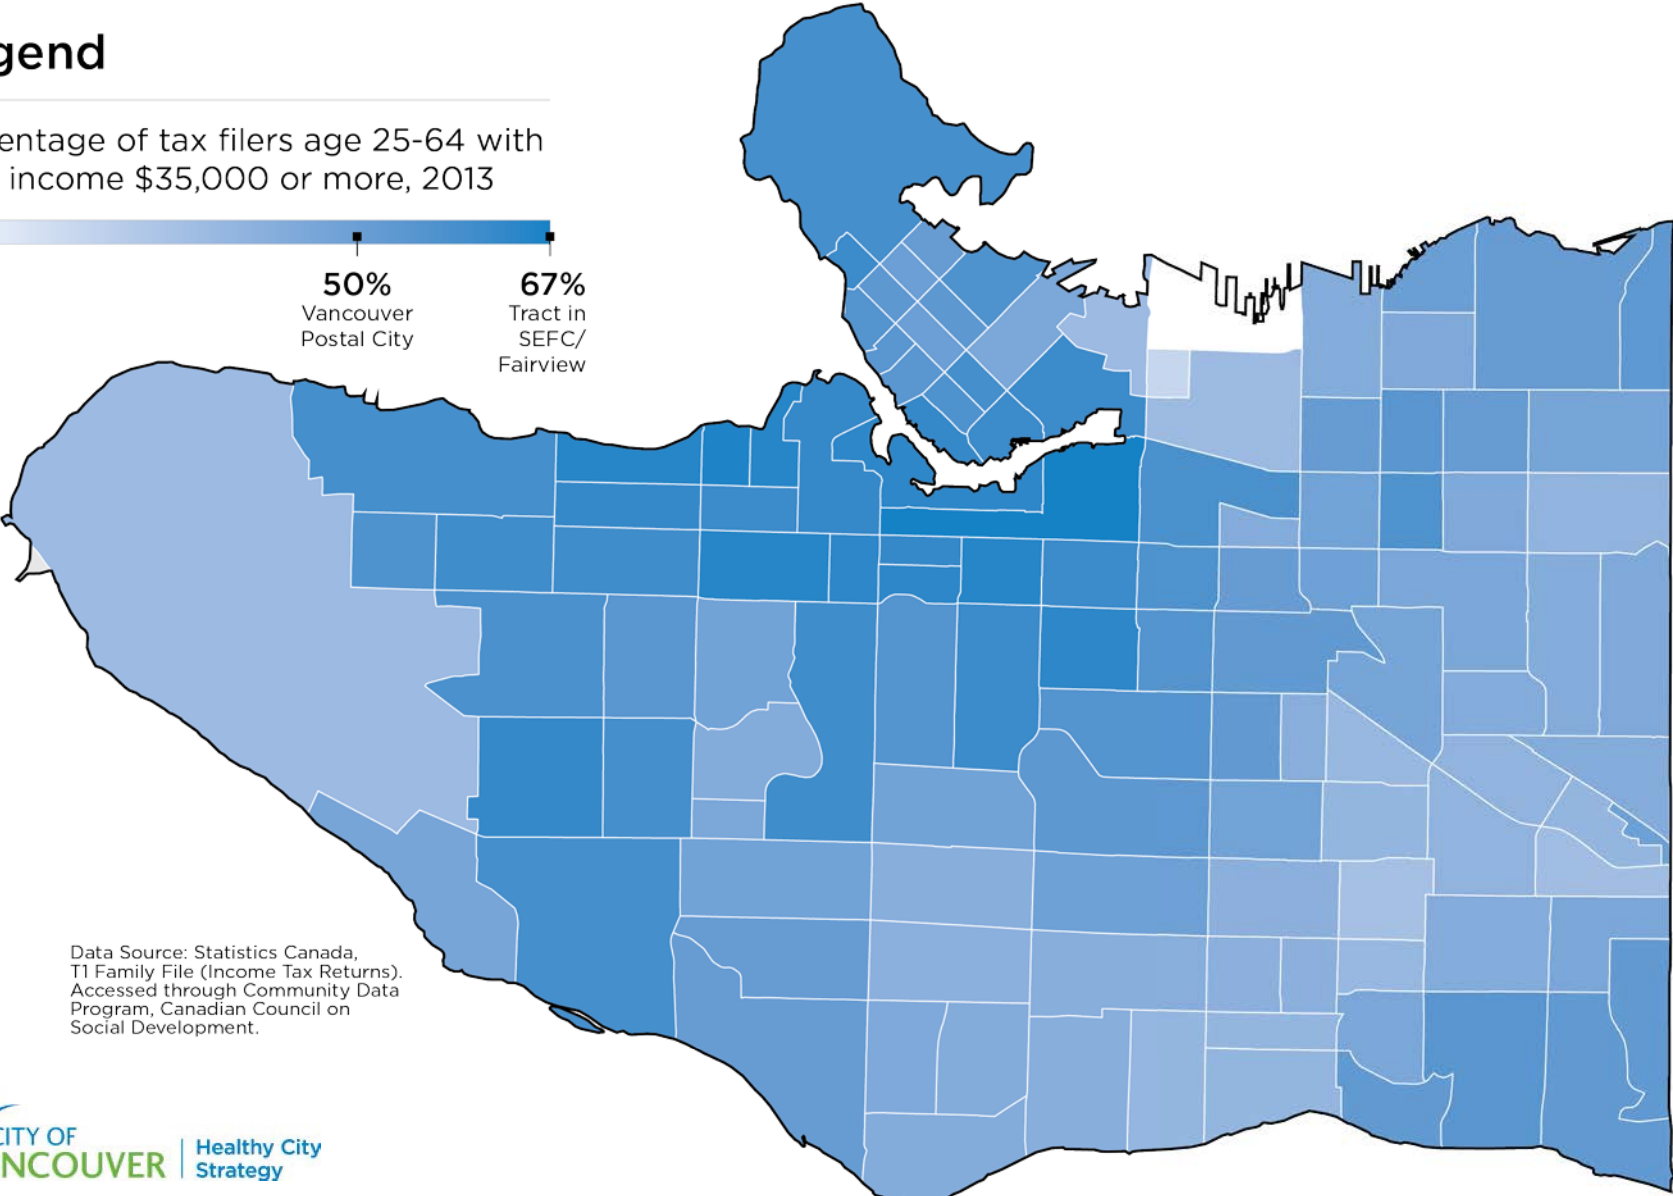 gend
entage of tax filers age 25-64 with
income $35,000 or more, 2013
50%
Vancouver
Postal City
67%
Tract in
SEFC/
Fairview
Data Source: Statistics Canada,
T1 Family File (Income Tax Returns).
Accessed through Community Data
Program, Canadian Council on
Social Development.
CITY OF
NCOUVER
Healthy City
Strategy